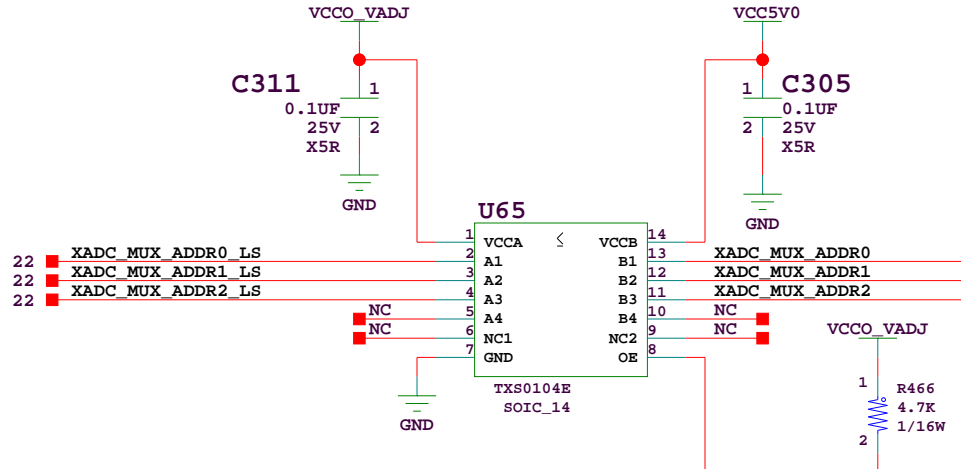 VCCO_VADJ
VCC5V0
C311
1
0.1UF
25V
2
X5R
GND
1
C305
0.1UF
2
25V
X5R
GND
U65
1 VCCA ≤ VCCB 14
22 XADC_MUX_ADDR0_LS 2 A1 B1 13 XADC_MUX_ADDR0
22 XADC_MUX_ADDR1_LS 3 A2 B2 12 XADC_MUX_ADDR1
22 XADC_MUX_ADDR2_LS 4 A3 B3 11 XADC_MUX_ADDR2
NC 5 A4 B4 10 NC
NC 6 NC1 NC2 9 NC
7 GND OE 8
GND
TXS0104E
SOIC_14
VCCO_VADJ
1
R466
4.7K
1/16W
2